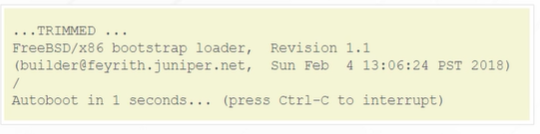 ...TRIMMED ...
FreeBSD/x86 bootstrap loader,  Revision 1.1
(builder@feyrith.juniper.net,  Sun Feb  4 13:06:24 PST 2018)
/
Autoboot in 1 seconds... (press Ctrl-C to interrupt)